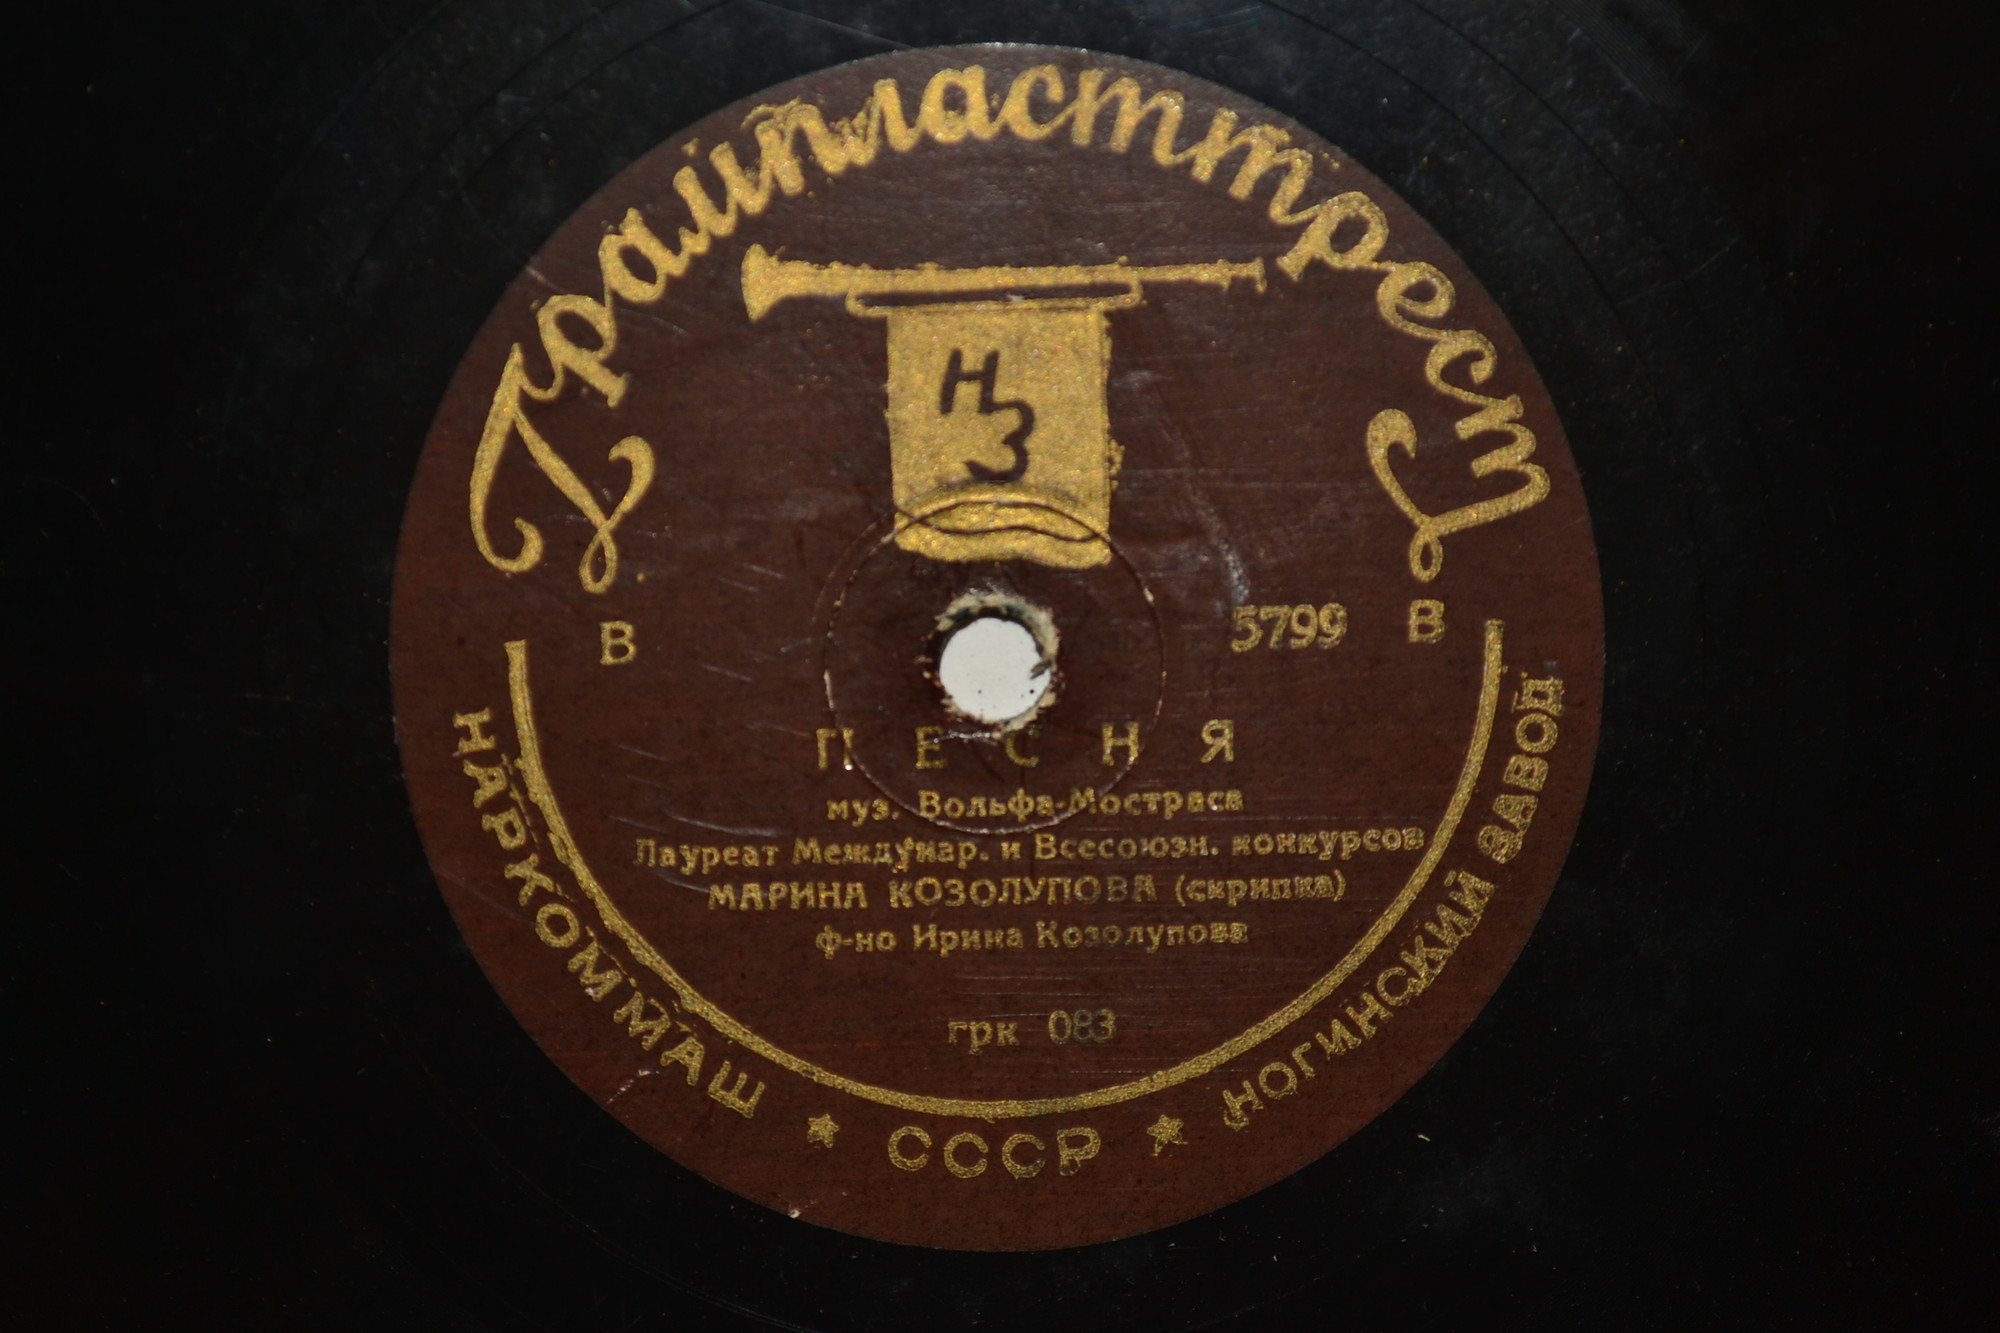 Грампласттрест
НЗ
В 5799 В
ПЕСНЯ
муз. Вольфа-Мостраса
Лауреат Междунар. и Всесоюзн. конкурсов
МАРИНА КОЗОЛУПОВА (скрипка)
ф-но Ирина Козолупова
грк 083
НАРКОММАШ ★ СССР ★ НОГИНСКИЙ ЗАВОД